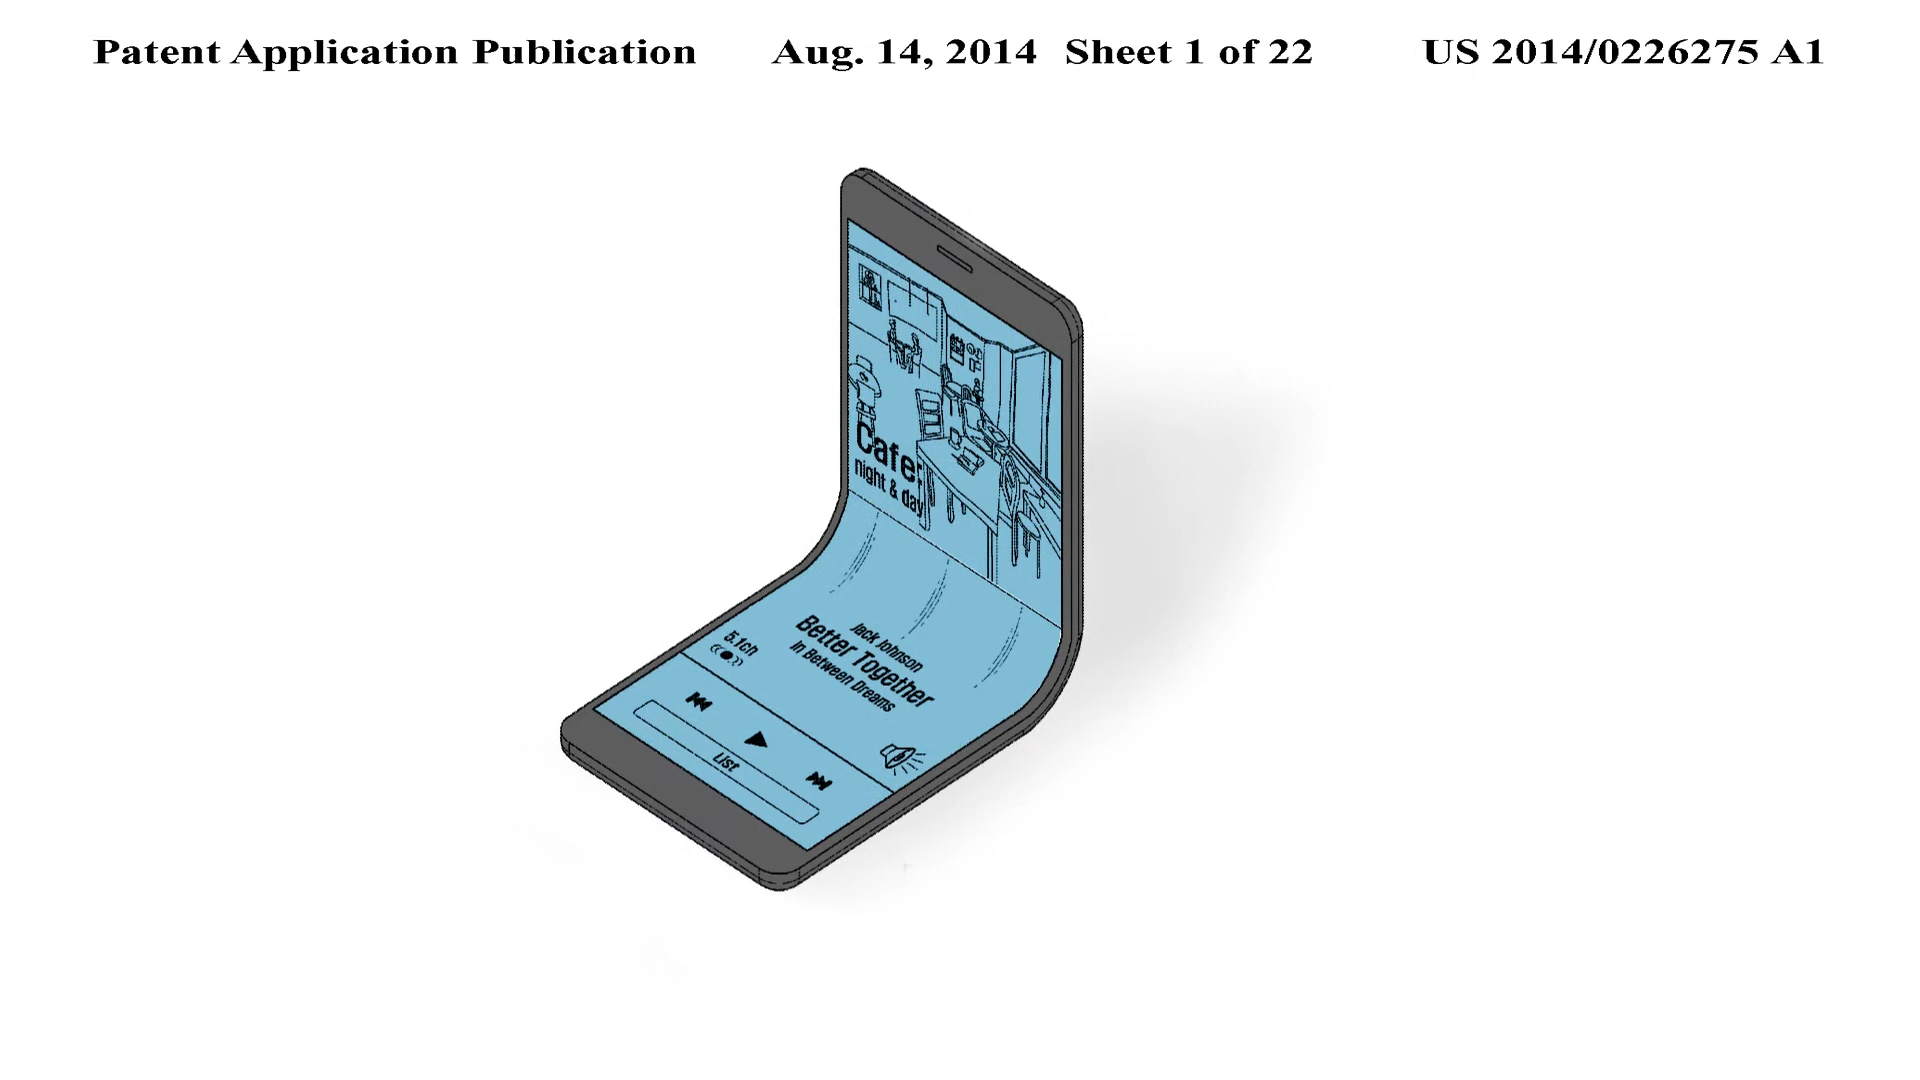 Patent Application Publication Aug. 14, 2014 Sheet 1 of 22 US 2014/0226275 A1
Cafe:
night & day
Jack Johnson
Better Together
In Between Dreams
5.1ch
List